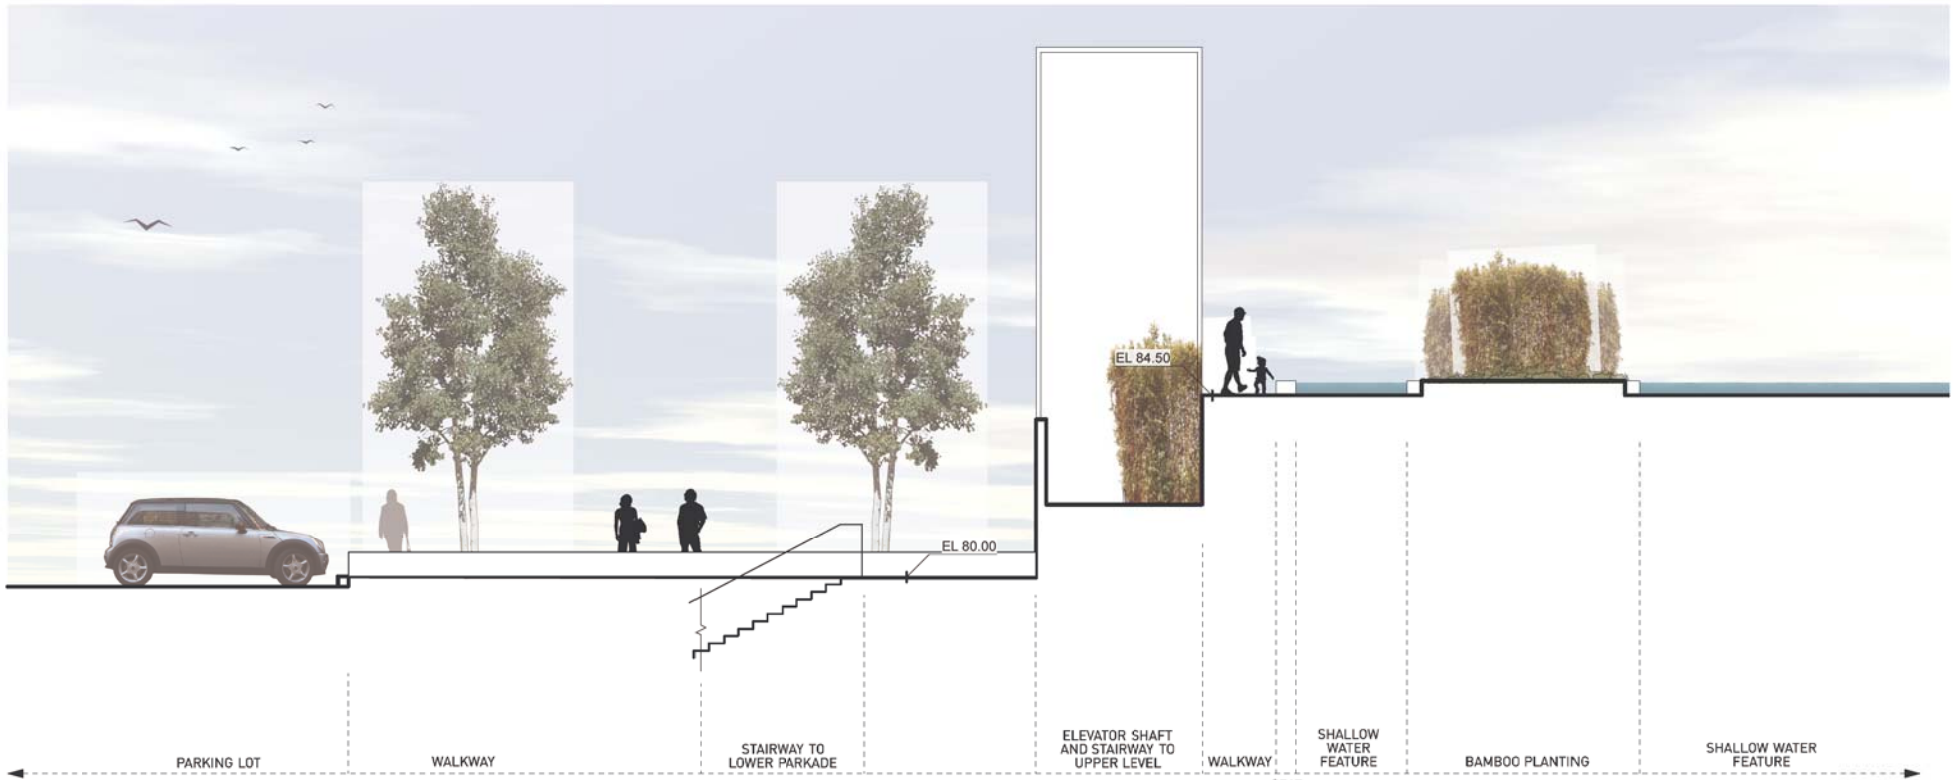 EL 84.50
EL 80.00
PARKING LOT
WALKWAY
STAIRWAY TO
LOWER PARKADE
ELEVATOR SHAFT
AND STAIRWAY TO
UPPER LEVEL
WALKWAY
SHALLOW
WATER
FEATURE
BAMBOO PLANTING
SHALLOW WATER
FEATURE